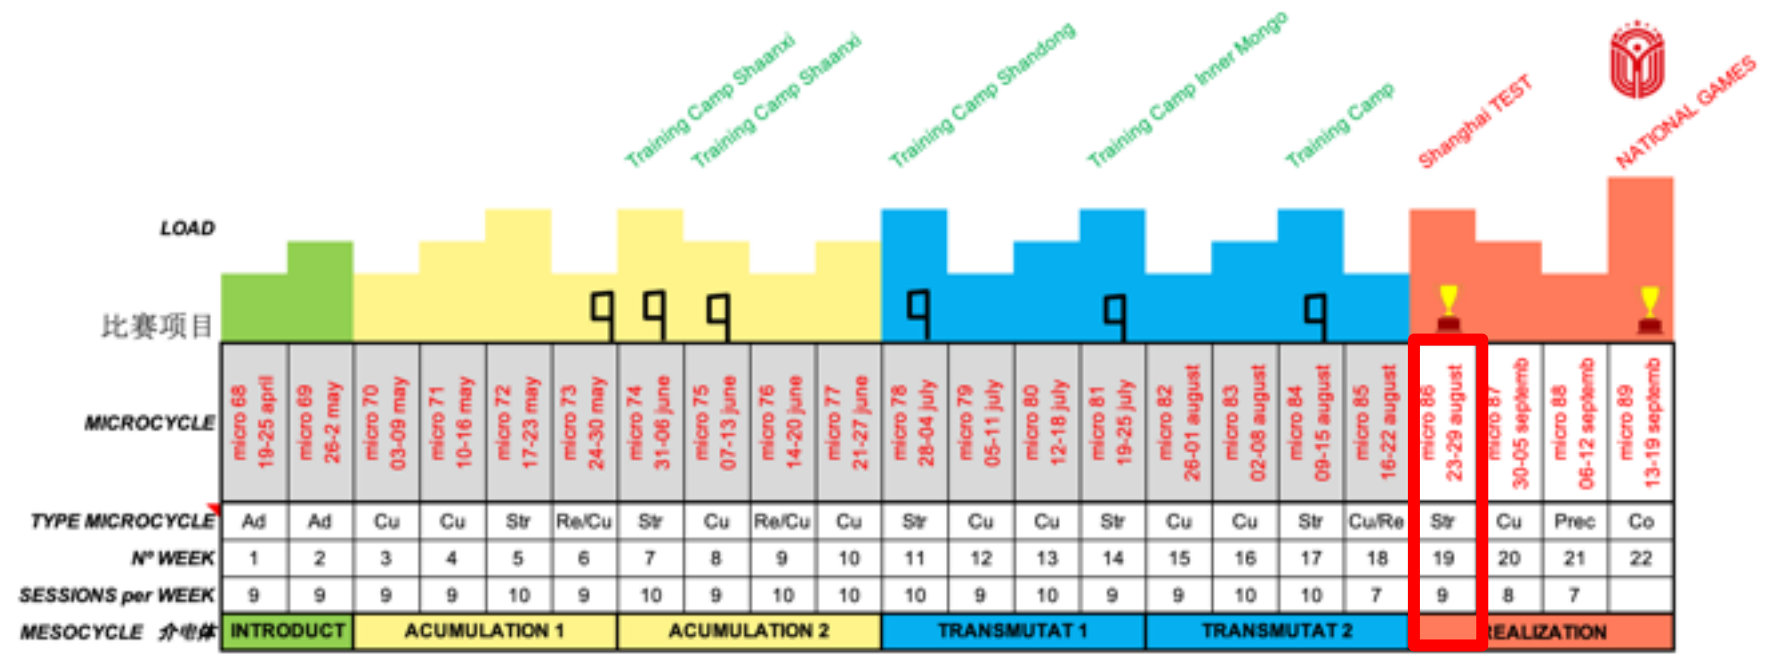 Training Camp Shaanxi
Training Camp Shaanxi
Training Camp Shandong
Training Camp Inner Mongo
Training Camp
Shanghai TEST
NATIONAL GAMES
LOAD
比赛项目
MICROCYCLE
micro 68 19-25 april
micro 69 26-2 may
micro 70 03-09 may
micro 71 10-16 may
micro 72 17-23 may
micro 73 24-30 may
micro 74 31-06 june
micro 75 07-13 june
micro 76 14-20 june
micro 77 21-27 june
micro 78 28-04 july
micro 79 05-11 july
micro 80 12-18 july
micro 81 19-25 july
micro 82 26-01 august
micro 83 02-08 august
micro 84 09-15 august
micro 85 16-22 august
micro 86 23-29 august
micro 87 30-05 septemb
micro 88 06-12 septemb
micro 89 13-19 septemb
TYPE MICROCYCLE Ad Ad Cu Cu Str Re/Cu Str Cu Re/Cu Cu Str Cu Cu Str Cu Cu Str Cu/Re Str Cu Prec Co
Nº WEEK 1 2 3 4 5 6 7 8 9 10 11 12 13 14 15 16 17 18 19 20 21 22
SESSIONS per WEEK 9 9 9 9 10 9 10 9 10 10 10 9 10 9 9 10 10 7 9 8 7
MESOCYCLE INTRODUCT ACUMULATION 1 ACUMULATION 2 TRANSMUTAT 1 TRANSMUTAT 2 REALIZATION